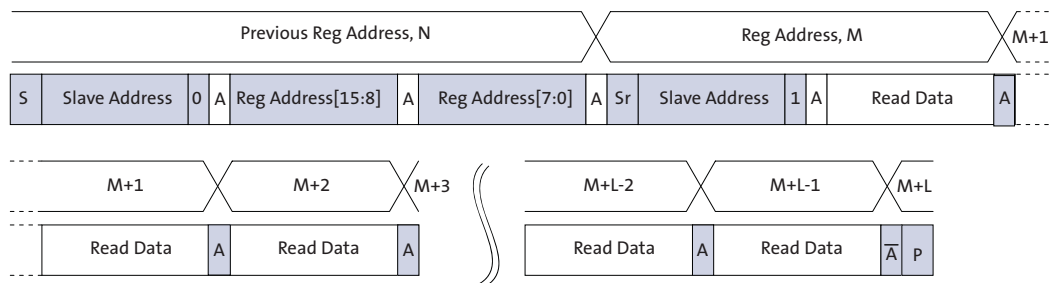 Previous Reg Address, N Reg Address, M M+1
S Slave Address 0 A Reg Address[15:8] A Reg Address[7:0] A Sr Slave Address 1 A Read Data A
M+1 M+2 M+3 M+L-2 M+L-1 M+L
Read Data A Read Data A Read Data A Read Data A̅ P